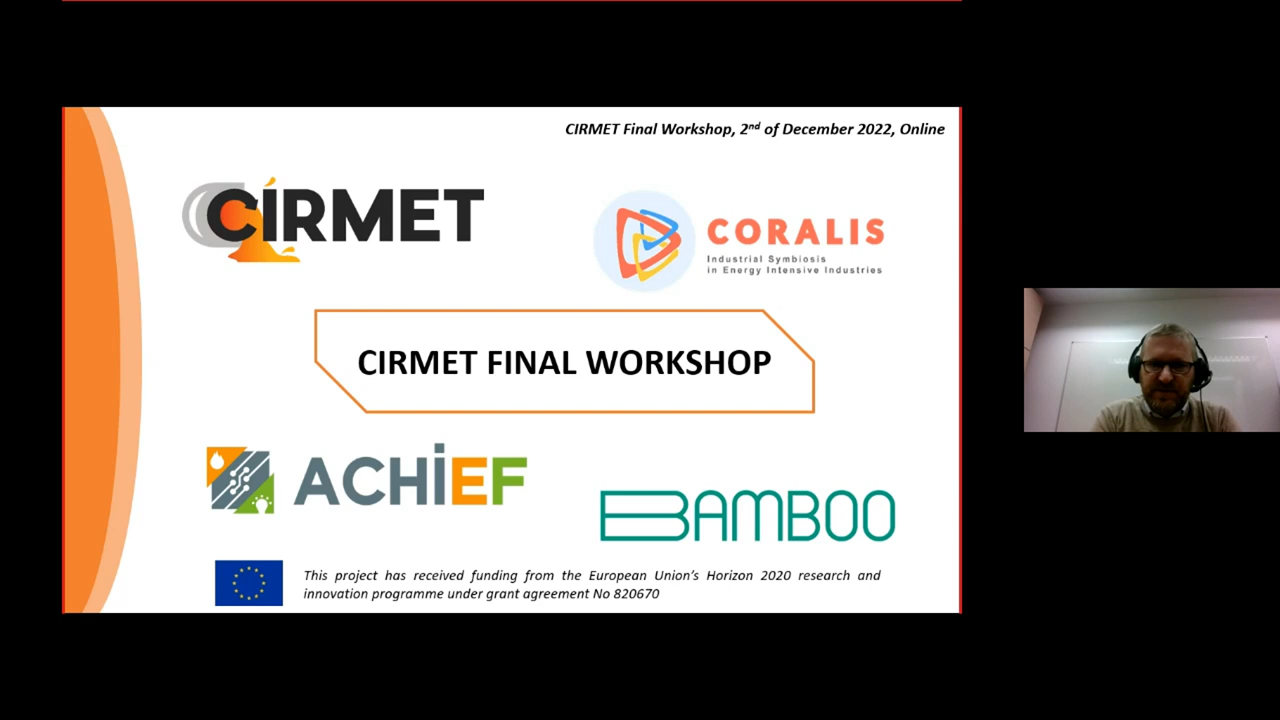 CIRMET Final Workshop, 2nd of December 2022, Online
CIRMET
CORALIS
Industrial Symbiosis
in Energy Intensive Industries
CIRMET FINAL WORKSHOP
ACHiEF
BAMBOO
This project has received funding from the European Union's Horizon 2020 research and
innovation programme under grant agreement No 820670